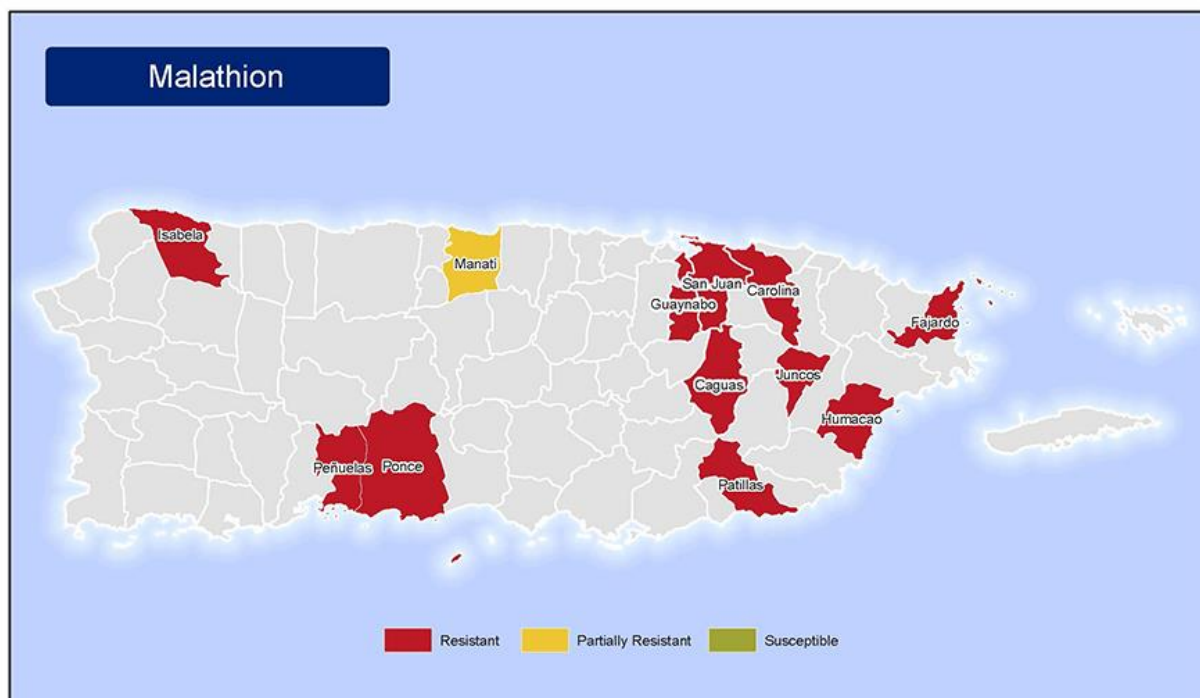 Malathion
Isabela
Manatí
San Juan
Guaynabo
Carolina
Fajardo
Caguas
Juncos
Humacao
Peñuelas
Ponce
Patillas
Resistant
Partially Resistant
Susceptible